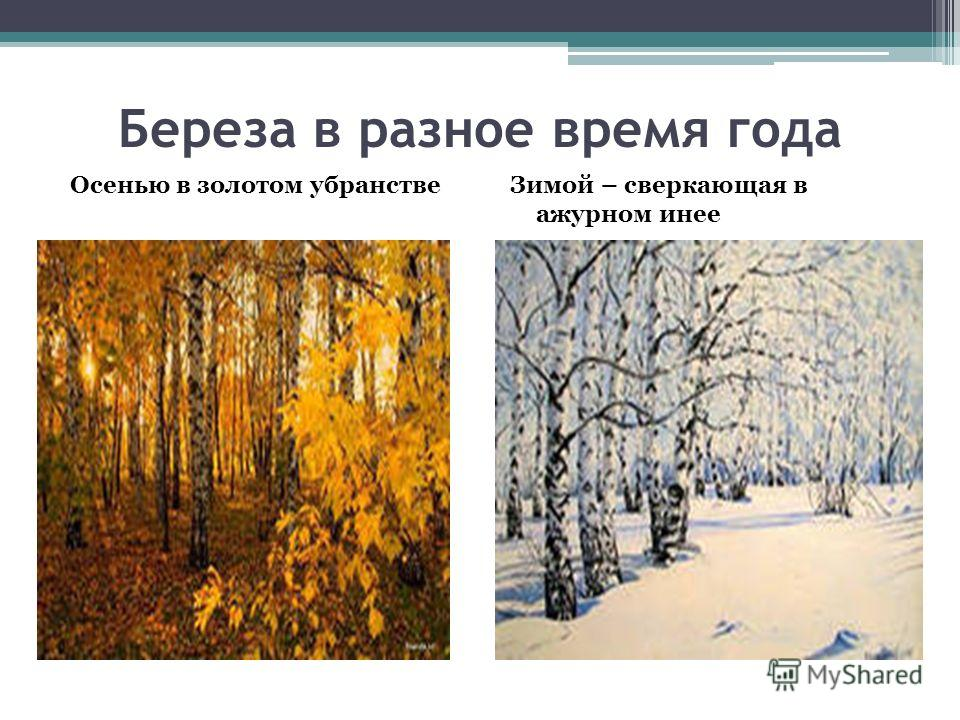 Береза в разное время года
Осенью в золотом убранстве
Зимой – сверкающая в
ажурном инее
MyShared